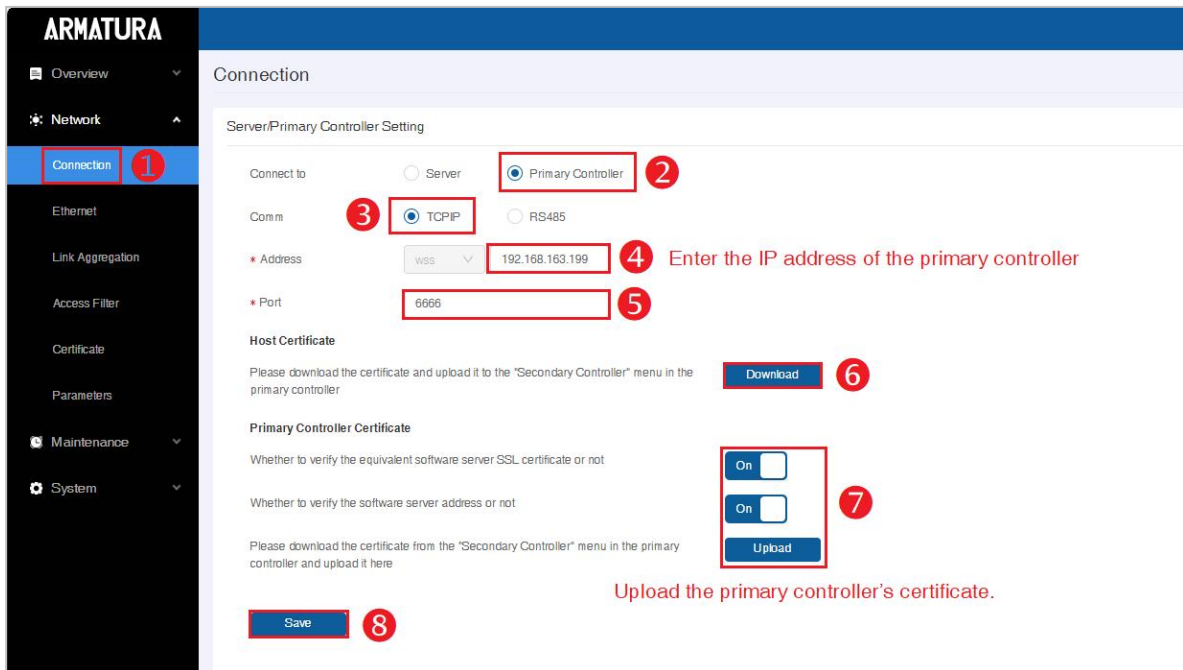 ARMATURA
Overview
Network
Connection 1
Ethernet
Link Aggregation
Access Filter
Certificate
Parameters
Maintenance
System
Connection
Server/Primary Controller Setting
Connect to Server Primary Controller 2
Comm 3 TCPIP RS485
* Address wss 192.168.163.199 4 Enter the IP address of the primary controller
* Port 6666 5
Host Certificate
Please download the certificate and upload it to the "Secondary Controller" menu in the
primary controller
Download 6
Primary Controller Certificate
Whether to verify the equivalent software server SSL certificate or not On
Whether to verify the software server address or not On 7
Please download the certificate from the "Secondary Controller" menu in the primary
controller and upload it here
Upload
Upload the primary controller's certificate.
Save 8